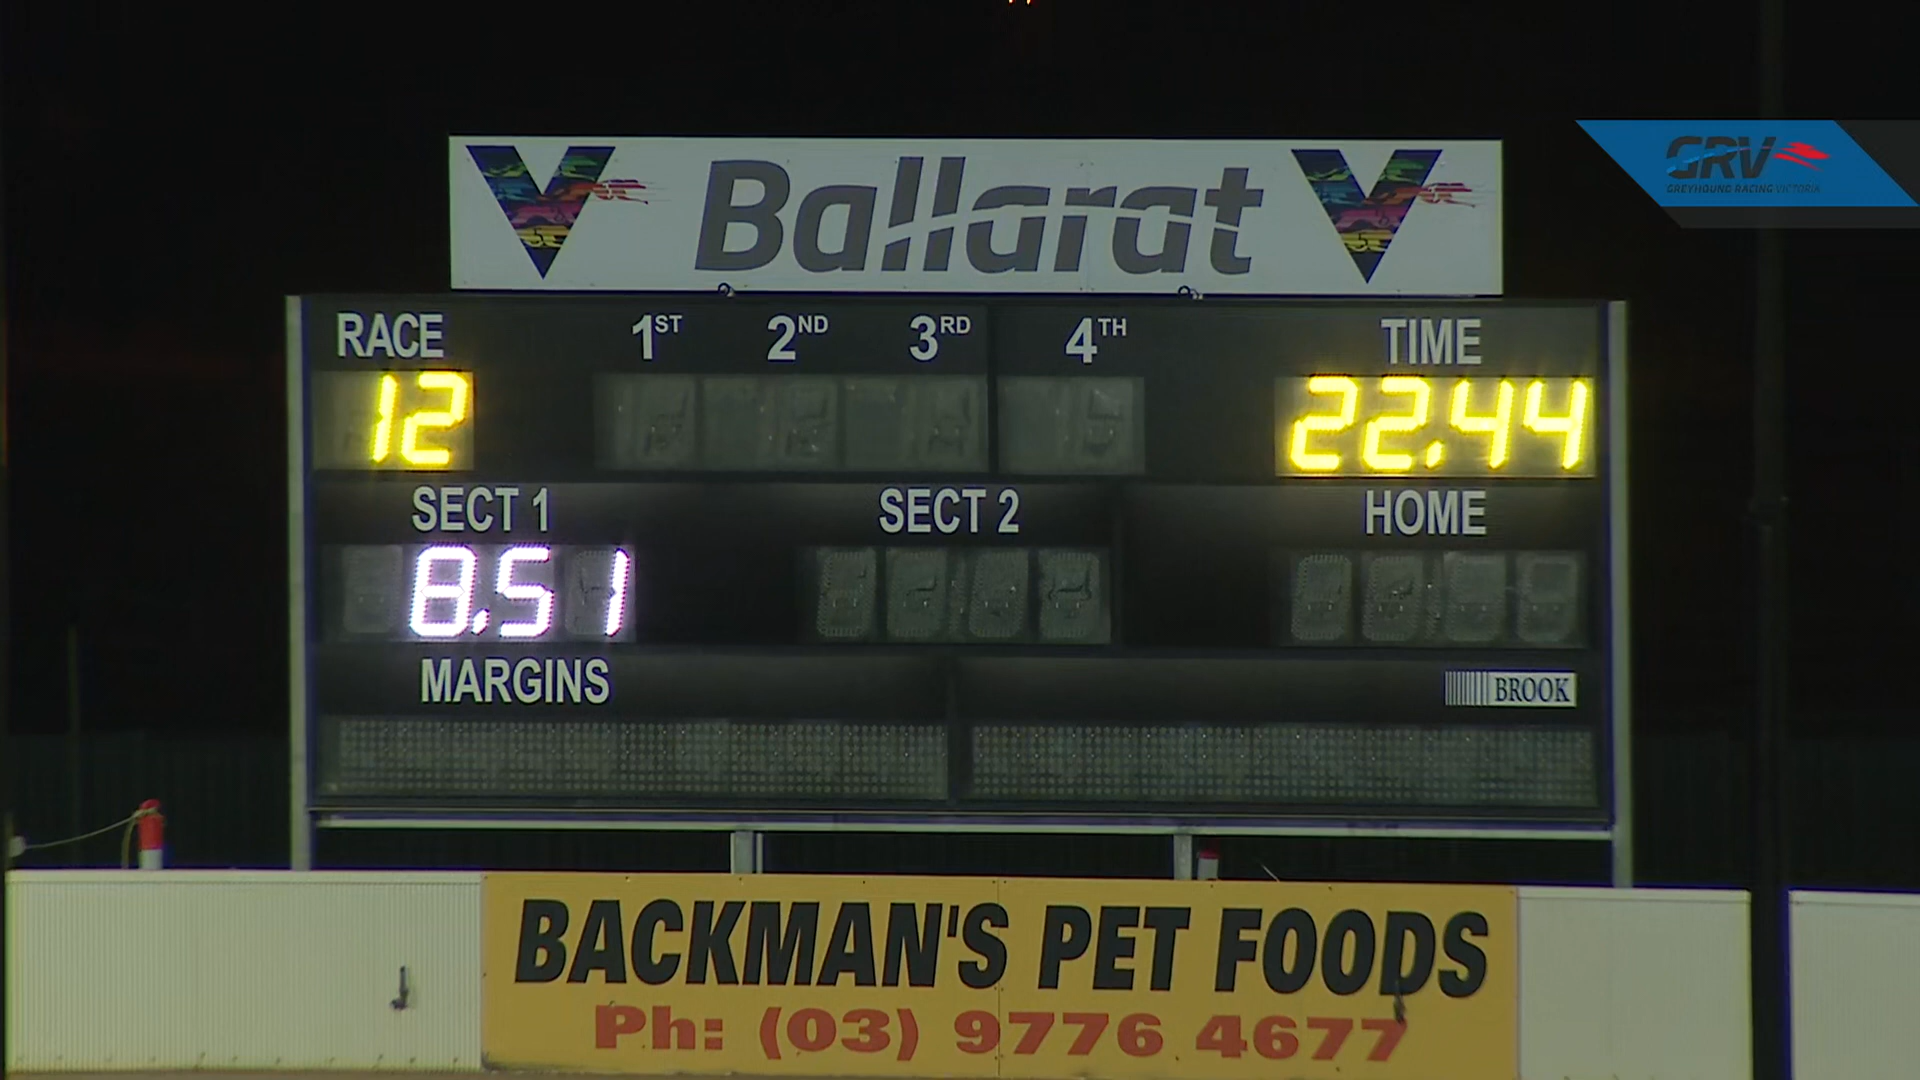 Ballarat
GRV
GREYHOUND RACING VICTORIA
RACE 1ST 2ND 3RD 4TH TIME
12 22.44
SECT 1 SECT 2 HOME
8.51
MARGINS
BROOK
BACKMAN'S PET FOODS
Ph: (03) 9776 4677